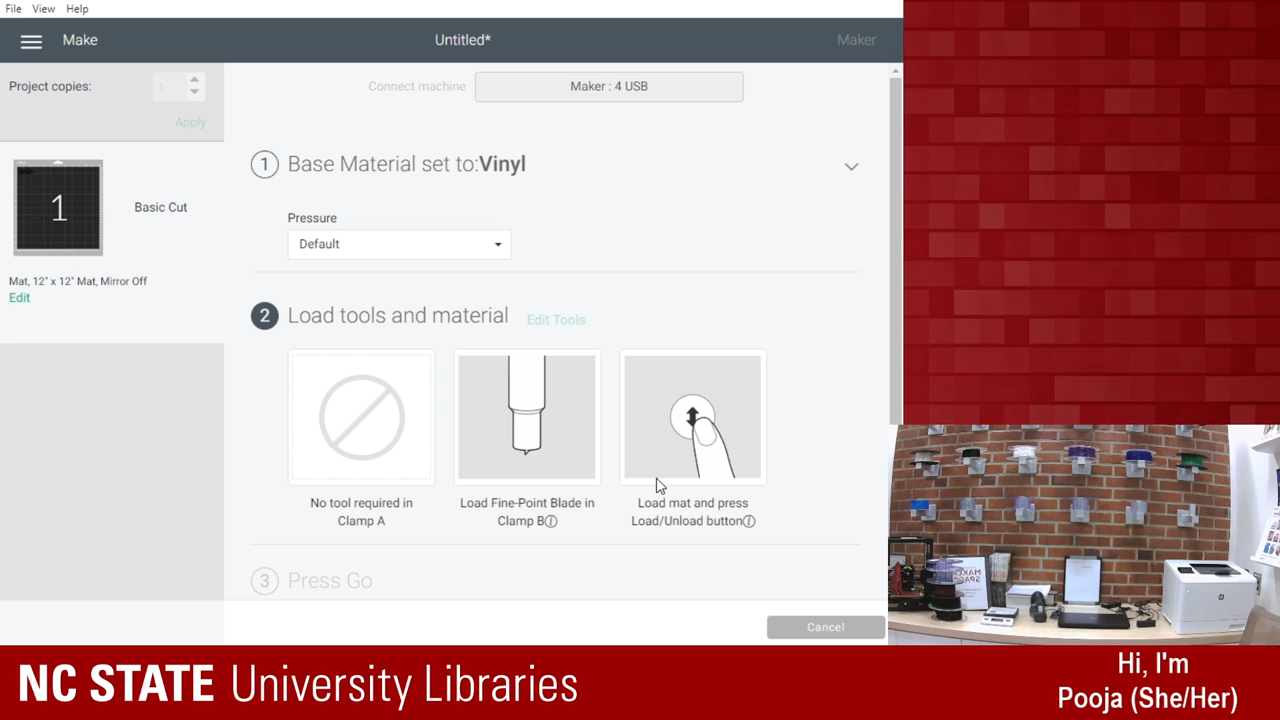 File View Help
Make
Untitled*
Maker
Project copies:
1
Apply
Connect machine
Maker : 4 USB
1
Basic Cut
Mat, 12" x 12" Mat, Mirror Off
Edit
1 Base Material set to:Vinyl
Pressure
Default
2 Load tools and material
Edit Tools
No tool required in
Clamp A
Load Fine-Point Blade in
Clamp B
Load mat and press
Load/Unload button
3 Press Go
Cancel
MAKER
SPACE
NC STATE University Libraries
Hi, I'm
Pooja (She/Her)